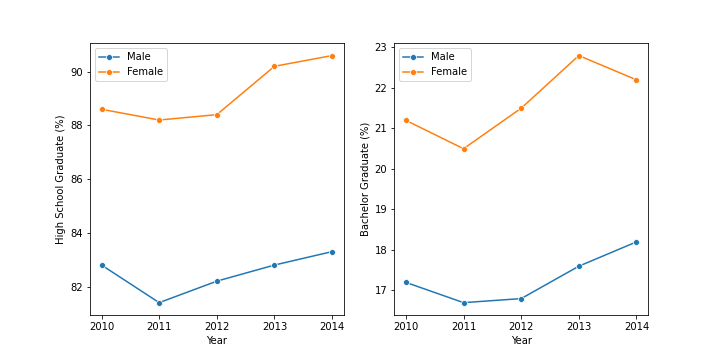 Male
Female
High School Graduate (%)
90
88
86
84
82
2010 2011 2012 2013 2014
Year
Male
Female
Bachelor Graduate (%)
23
22
21
20
19
18
17
2010 2011 2012 2013 2014
Year